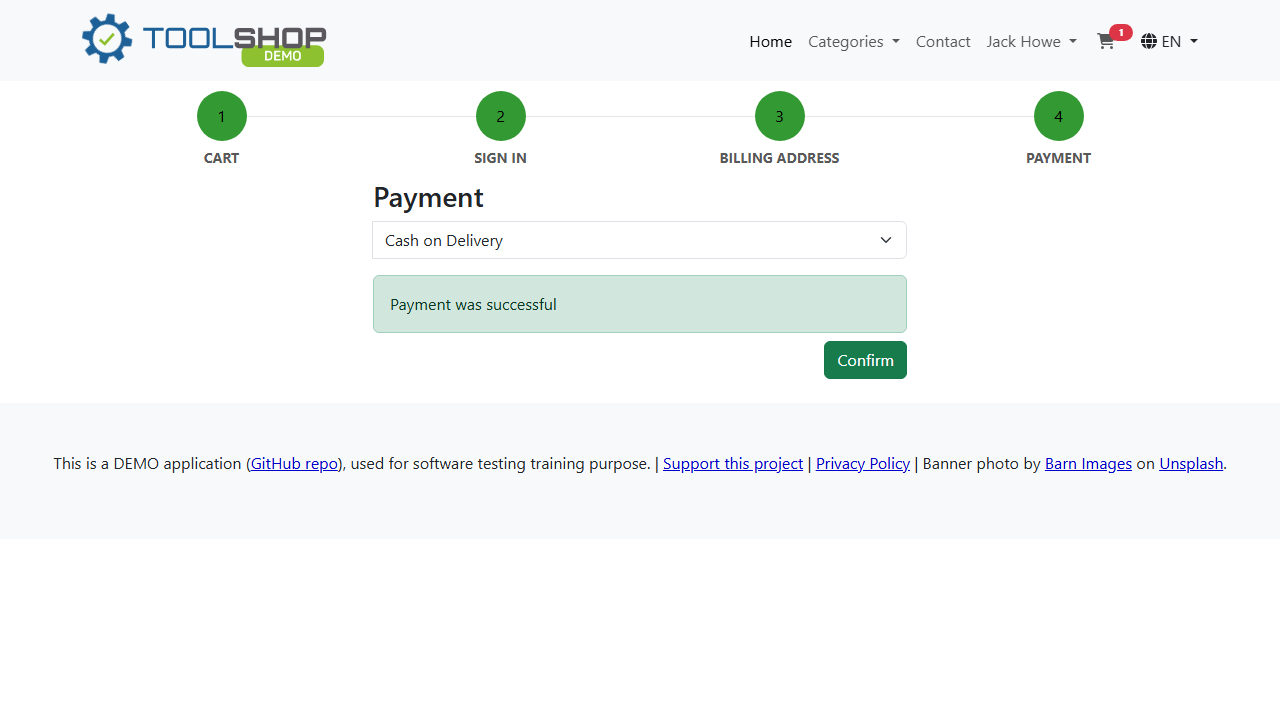 TOOLSHOP
DEMO
Home Categories Contact Jack Howe 1 EN
1 2 3 4
CART SIGN IN BILLING ADDRESS PAYMENT
Payment
Cash on Delivery
Payment was successful
Confirm
This is a DEMO application (GitHub repo), used for software testing training purpose. | Support this project | Privacy Policy | Banner photo by Barn Images on Unsplash.